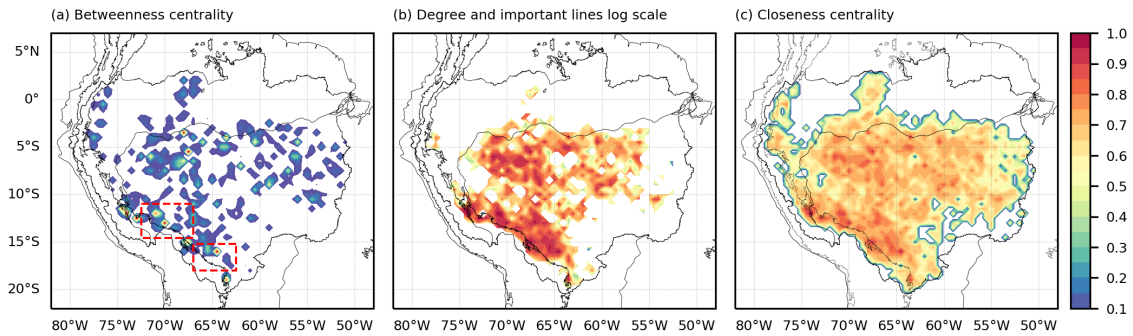 (a) Betweenness centrality
(b) Degree and important lines log scale
(c) Closeness centrality
5°N
0°
5°S
10°S
15°S
20°S
80°W 75°W 70°W 65°W 60°W 55°W 50°W
80°W 75°W 70°W 65°W 60°W 55°W 50°W
80°W 75°W 70°W 65°W 60°W 55°W 50°W
1.0
0.9
0.8
0.7
0.6
0.5
0.4
0.3
0.2
0.1